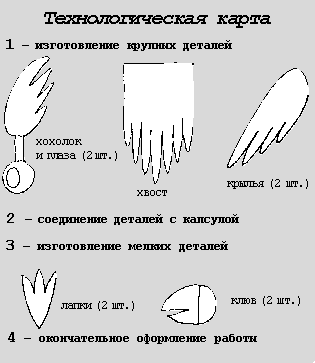 Технологическая карта
1 – изготовление крупных деталей
хохолок
и глаза (2 шт.)
хвост
крылья (2 шт.)
2 – соединение деталей с капсулой
3 – изготовление мелких деталей
лапки (2 шт.)
клюв (2 шт.)
4 – окончательное оформление работы